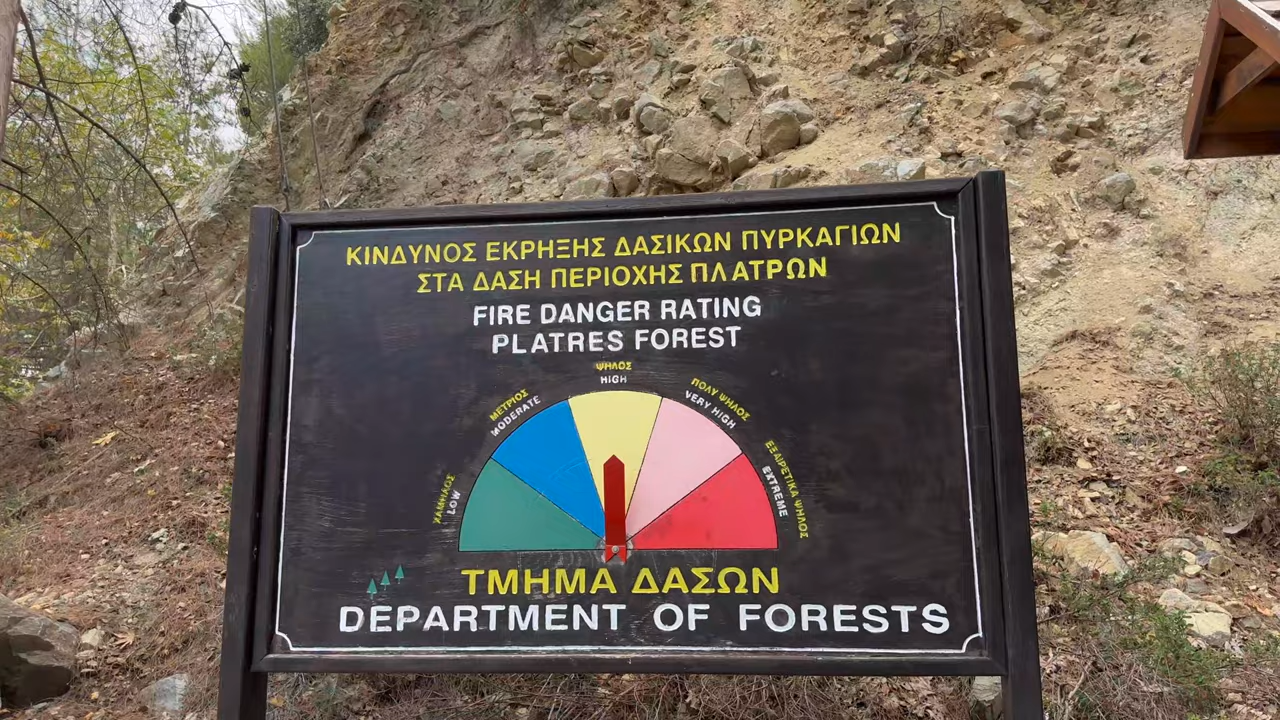 ΚΙΝΔΥΝΟΣ ΕΚΡΗΞΗΣ ΔΑΣΙΚΩΝ ΠΥΡΚΑΓΙΩΝ
ΣΤΑ ΔΑΣΗ ΠΕΡΙΟΧΗΣ ΠΛΑΤΡΩΝ
FIRE DANGER RATING
PLATRES FOREST
ΧΑΜΗΛΟΣ
LOW
ΜΕΤΡΙΟΣ
MODERATE
ΨΗΛΟΣ
HIGH
ΠΟΛΥ ΨΗΛΟΣ
VERY HIGH
ΕΞΑΙΡΕΤΙΚΑ ΨΗΛΟΣ
EXTREME
ΤΜΗΜΑ ΔΑΣΩΝ
DEPARTMENT OF FORESTS